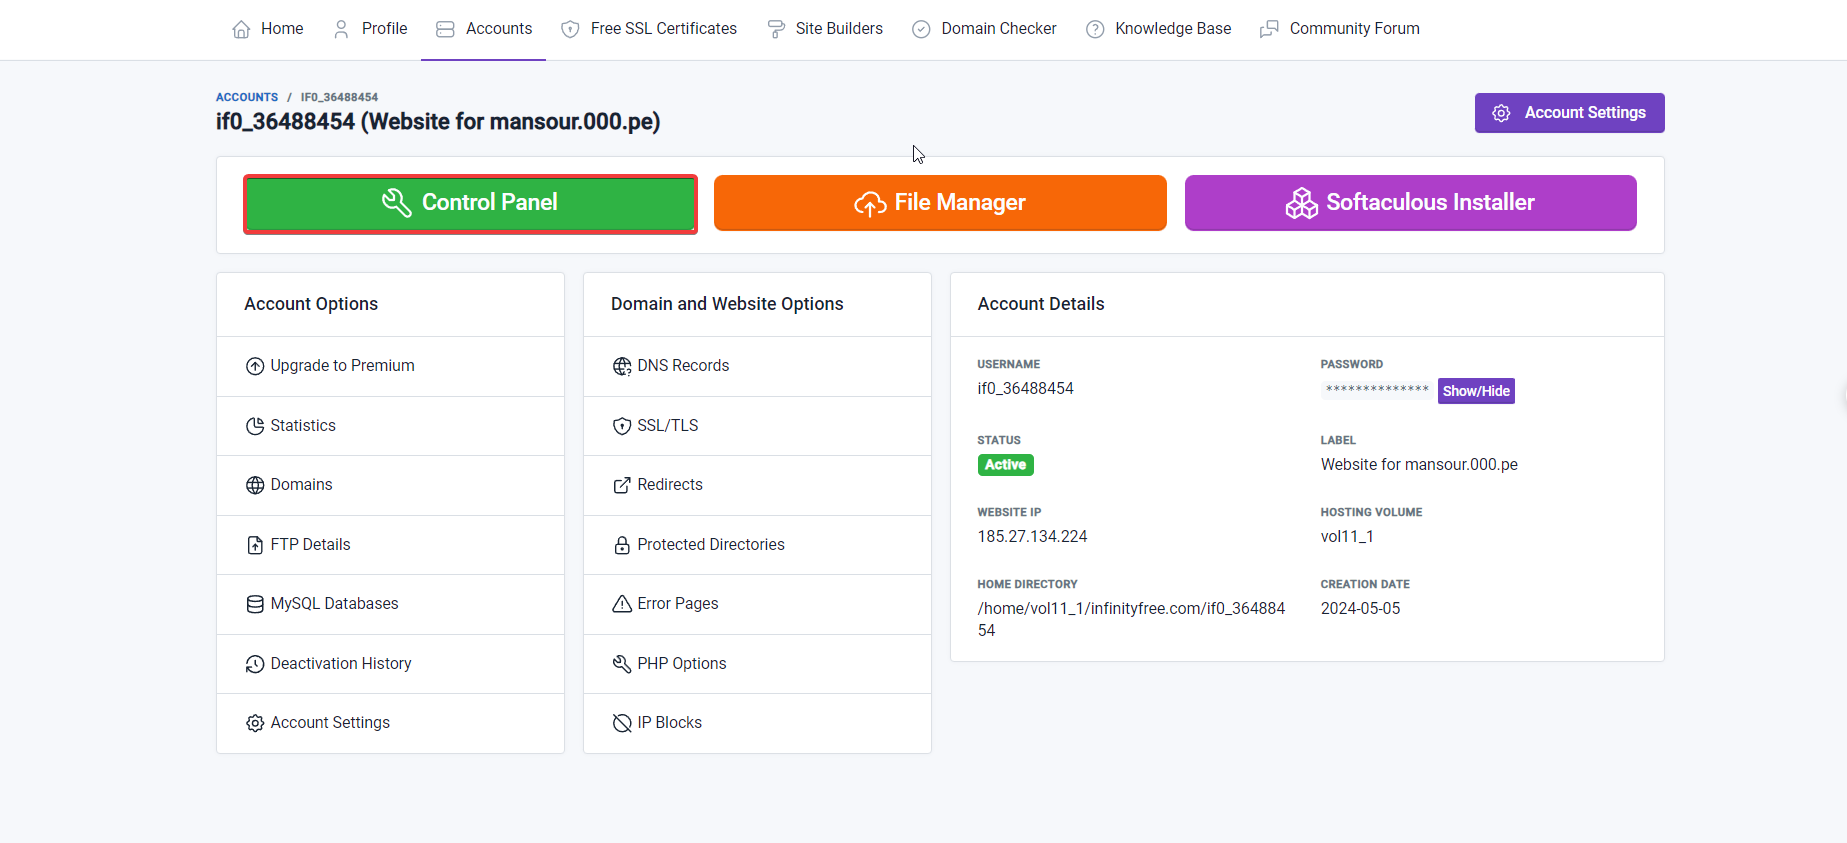 Home Profile Accounts Free SSL Certificates Site Builders Domain Checker Knowledge Base Community Forum
ACCOUNTS / IF0_36488454
if0_36488454 (Website for mansour.000.pe)
Account Settings
Control Panel File Manager Softaculous Installer
Account Options
Upgrade to Premium
Statistics
Domains
FTP Details
MySQL Databases
Deactivation History
Account Settings
Domain and Website Options
DNS Records
SSL/TLS
Redirects
Protected Directories
Error Pages
PHP Options
IP Blocks
Account Details
USERNAME
if0_36488454
PASSWORD
************** Show/Hide
STATUS
Active
LABEL
Website for mansour.000.pe
WEBSITE IP
185.27.134.224
HOSTING VOLUME
vol11_1
HOME DIRECTORY
/home/vol11_1/infinityfree.com/if0_364884
54
CREATION DATE
2024-05-05